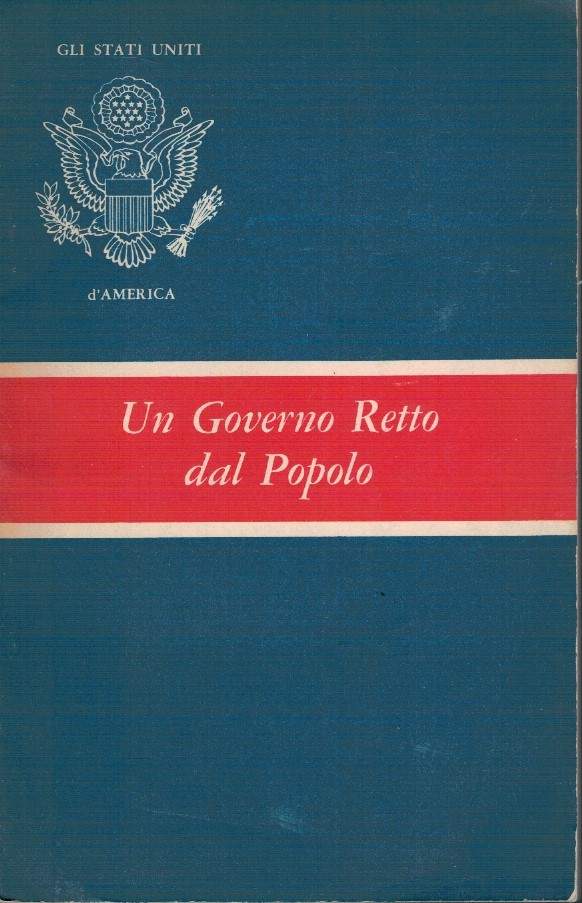 GLI STATI UNITI
d'AMERICA
Un Governo Retto
dal Popolo